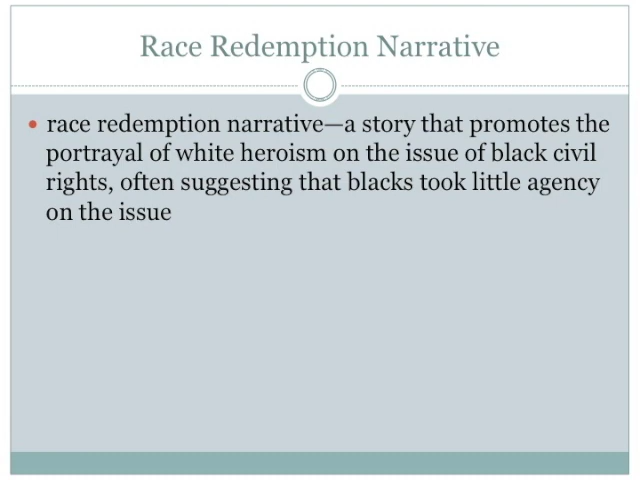 Race Redemption Narrative
• race redemption narrative—a story that promotes the
portrayal of white heroism on the issue of black civil
rights, often suggesting that blacks took little agency
on the issue